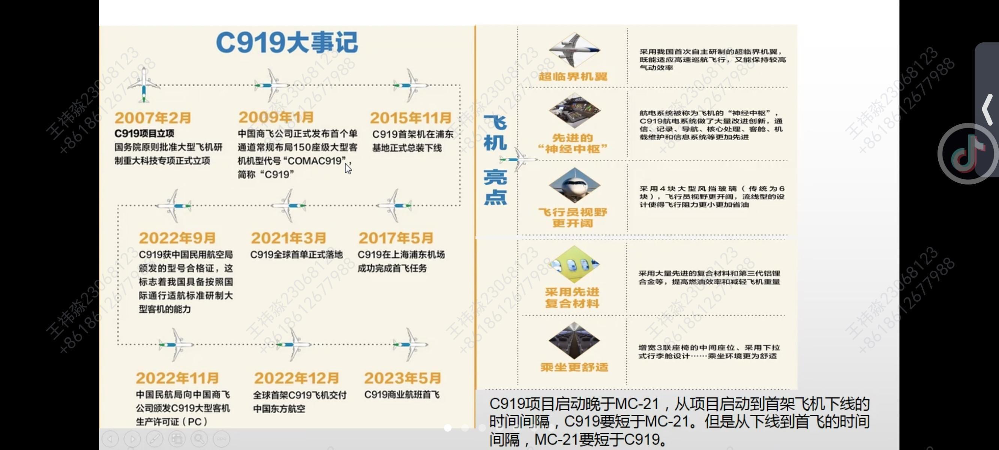 C919大事记
2007年2月
C919项目立项
国务院原则批准大型飞机研
制重大科技专项正式立项
2009年1月
中国商飞公司正式发布首个单
通道常规布局150座级大型客
机机型代号“COMAC919”，
简称“C919”
2015年11月
C919首架机在浦东
基地正式总装下线
2022年9月
C919获中国民用航空局
颁发的型号合格证，这
标志着我国具备按照国
际通行适航标准研制大
型客机的能力
2021年3月
C919全球首单正式落地
2017年5月
C919在上海浦东机场
成功完成首飞任务
2022年11月
中国民航局向中国商飞
公司颁发C919大型客机
生产许可证（PC）
2022年12月
全球首架C919飞机交付
中国东方航空
2023年5月
C919商业航班首飞
飞机 亮点
超临界机翼
采用我国首次自主研制的超临界机翼，
既能适应高速巡航飞行，又能保持较高
气动效率
先进的
“神经中枢”
航电系统被称为飞机的“神经中枢”，
C919航电系统做了大量改进创新，通
信、记录、导航、核心处理、客舱、机
载维护和信息系统等更加先进
飞行员视野
更开阔
采用4块大型风挡玻璃（传统为6
块），飞行员视野更开阔，流线型的设
计使得飞行阻力更小更加省油
采用先进
复合材料
采用大量先进的复合材料和第三代铝锂
合金等，提高燃油效率和减轻飞机重量
乘坐更舒适
增宽3联座椅的中间座位、采用下拉
式行李舱设计……乘坐环境更为舒适
C919项目启动晚于MC-21，从项目启动到首架飞机下线的
时间间隔，C919要短于MC-21。但是从下线到首飞的时间
间隔，MC-21要短于C919。
王祎淼23068123
+8618612677988